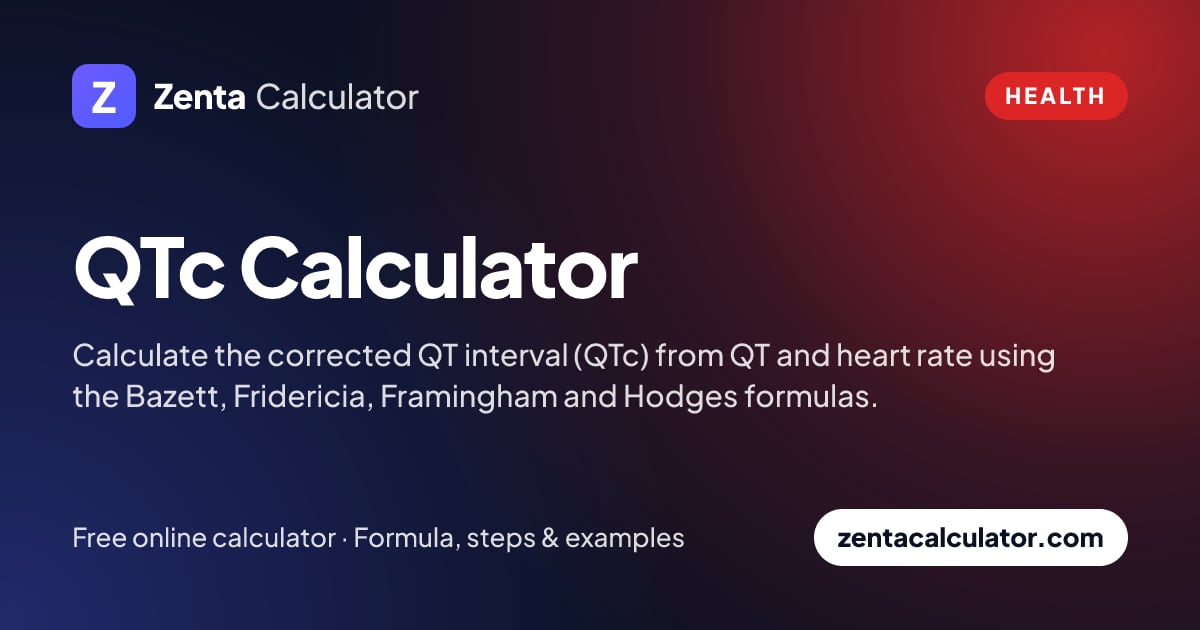 Z
Zenta Calculator
HEALTH
QTc Calculator
Calculate the corrected QT interval (QTc) from QT and heart rate using
the Bazett, Fridericia, Framingham and Hodges formulas.
Free online calculator · Formula, steps & examples
zentacalculator.com